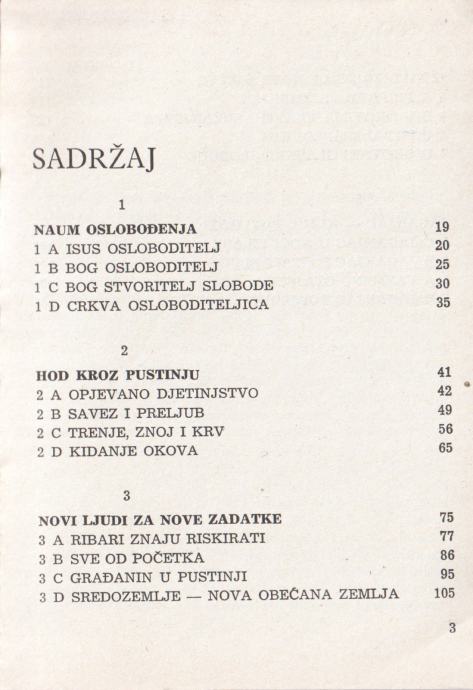 SADRŽAJ
1
NAUM OSLOBOĐENJA 19
1 A ISUS OSLOBODITELJ 20
1 B BOG OSLOBODITELJ 25
1 C BOG STVORITELJ SLOBODE 30
1 D CRKVA OSLOBODITELJICA 35
2
HOD KROZ PUSTINJU 41
2 A OPJEVANO DJETINJSTVO 42
2 B SAVEZ I PRELJUB 49
2 C TRENJE, ZNOJ I KRV 56
2 D KIDANJE OKOVA 65
3
NOVI LJUDI ZA NOVE ZADATKE 75
3 A RIBARI ZNAJU RISKIRATI 77
3 B SVE OD POČETKA 86
3 C GRAĐANIN U PUSTINJI 95
3 D SREDOZEMLJE — NOVA OBEĆANA ZEMLJA 105
3